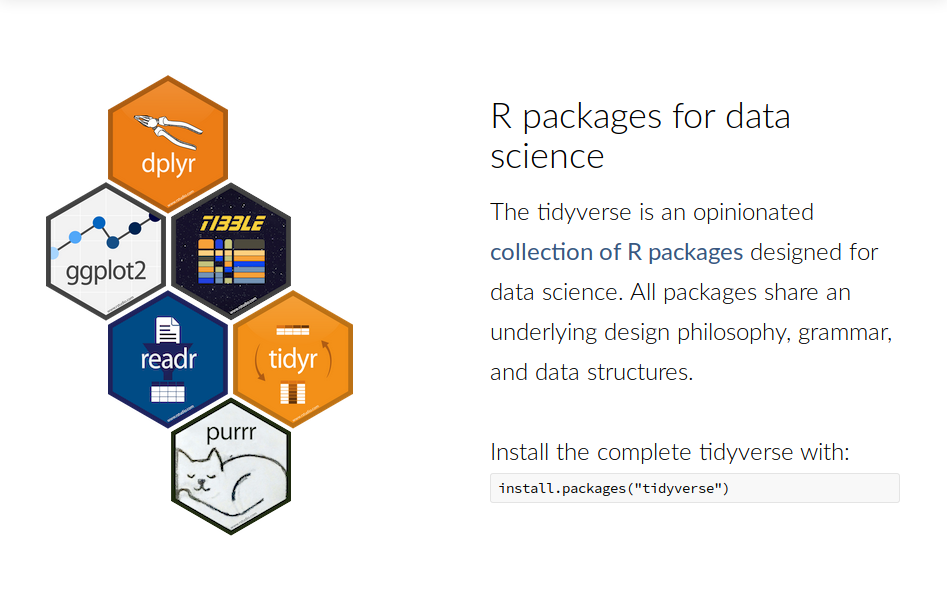 dplyr
ggplot2
TIBBLE
readr
tidyr
purrr
R packages for data
science
The tidyverse is an opinionated
collection of R packages designed for
data science. All packages share an
underlying design philosophy, grammar,
and data structures.
Install the complete tidyverse with:
install.packages("tidyverse")